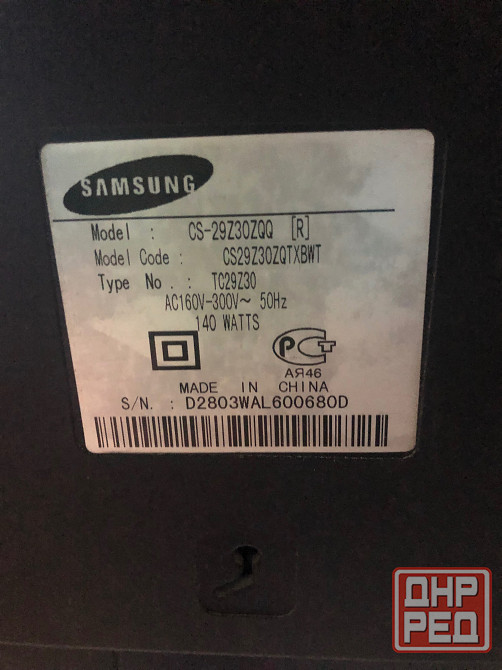 SAMSUNG
Model : CS-29Z30ZQQ [R]
Model Code : CS29Z30ZQTXBWT
Type No. : TC29Z30
AC160V-300V~ 50Hz
140 WATTS
РСТ
АЯ46
MADE IN CHINA
S/N. : D2803WAL600680D
ДНР
РЕД